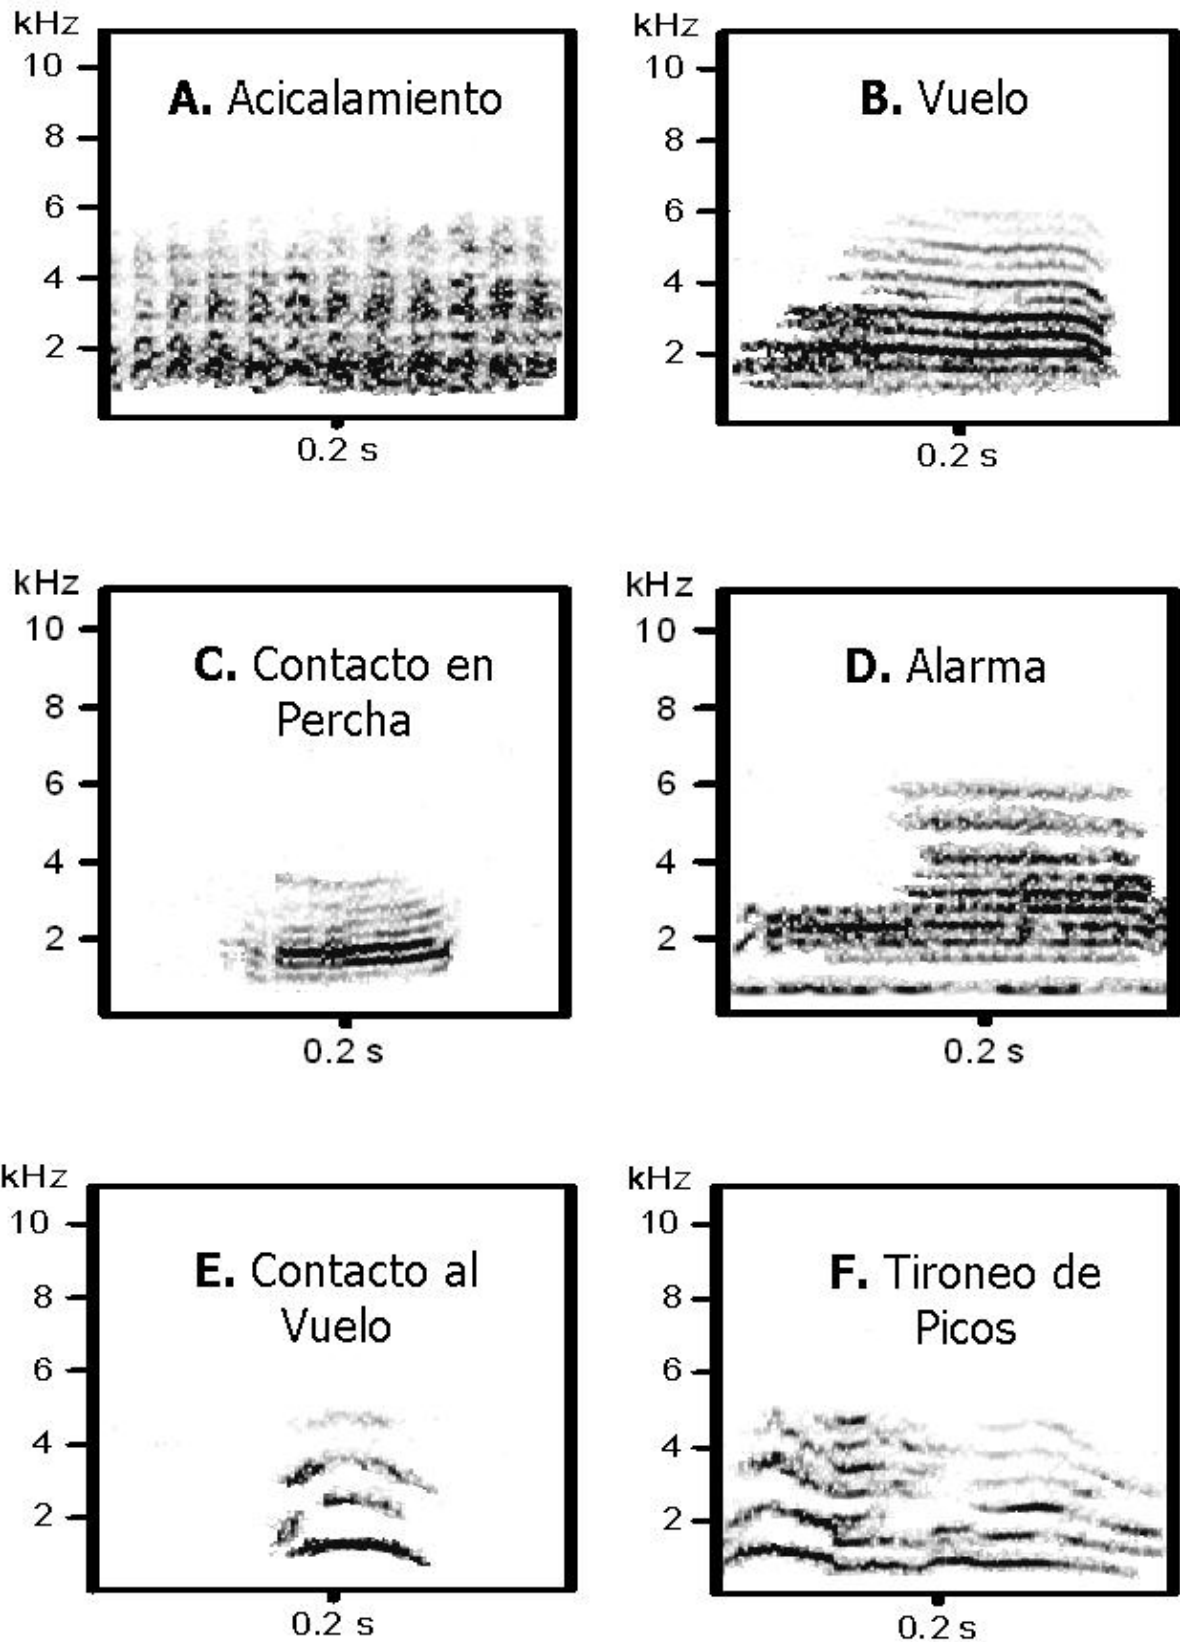 kHz
10
A. Acicalamiento
8
6
4
2
0.2 s
kHz
10
B. Vuelo
8
6
4
2
0.2 s
kHz
10
C. Contacto en
Percha
8
6
4
2
0.2 s
kHz
10
D. Alarma
8
6
4
2
0.2 s
kHz
10
E. Contacto al
8
Vuelo
6
4
2
0.2 s
kHz
10
F. Tironeo de
8
Picos
6
4
2
0.2 s